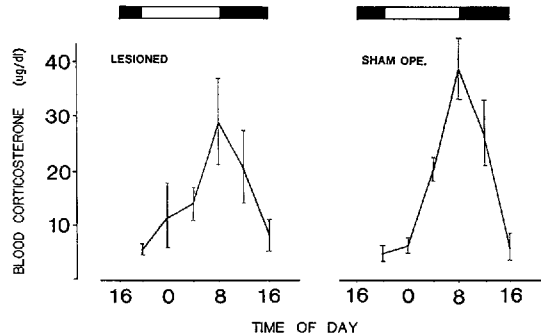 LESIONED
SHAM OPE.
BLOOD CORTICOSTERONE (ug/dl)
40
30
20
10
16 0 8 16
16 0 8 16
TIME OF DAY